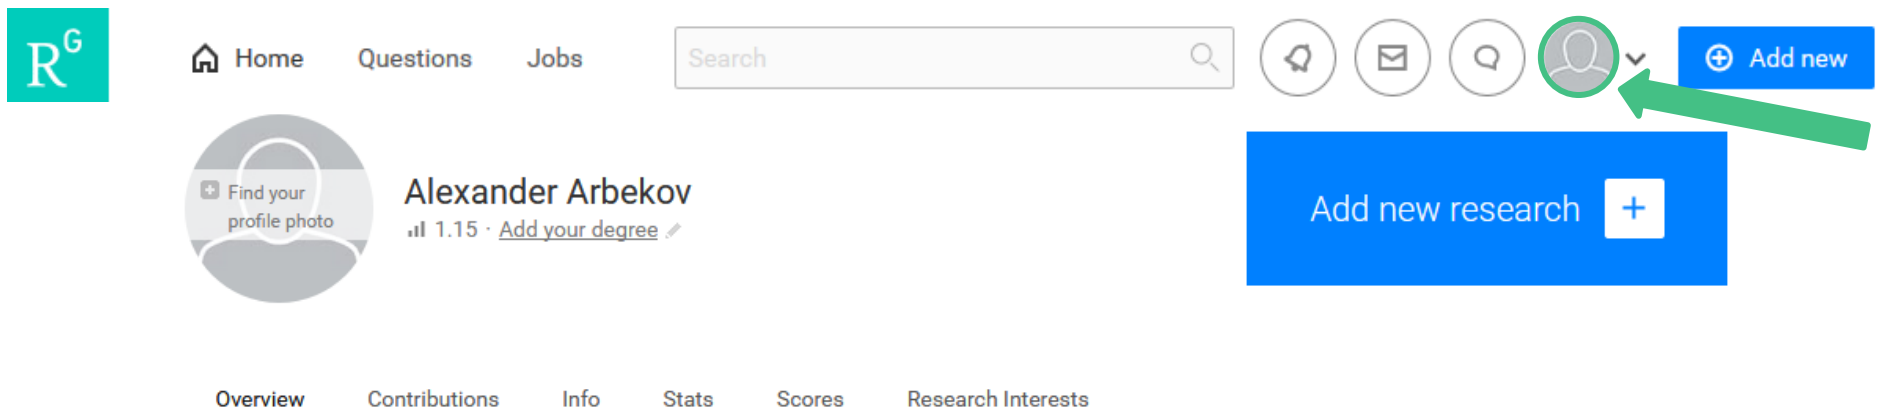 RG
Home Questions Jobs Search Add new
Find your
profile photo
Alexander Arbekov
1.15 · Add your degree
Add new research +
Overview Contributions Info Stats Scores Research Interests